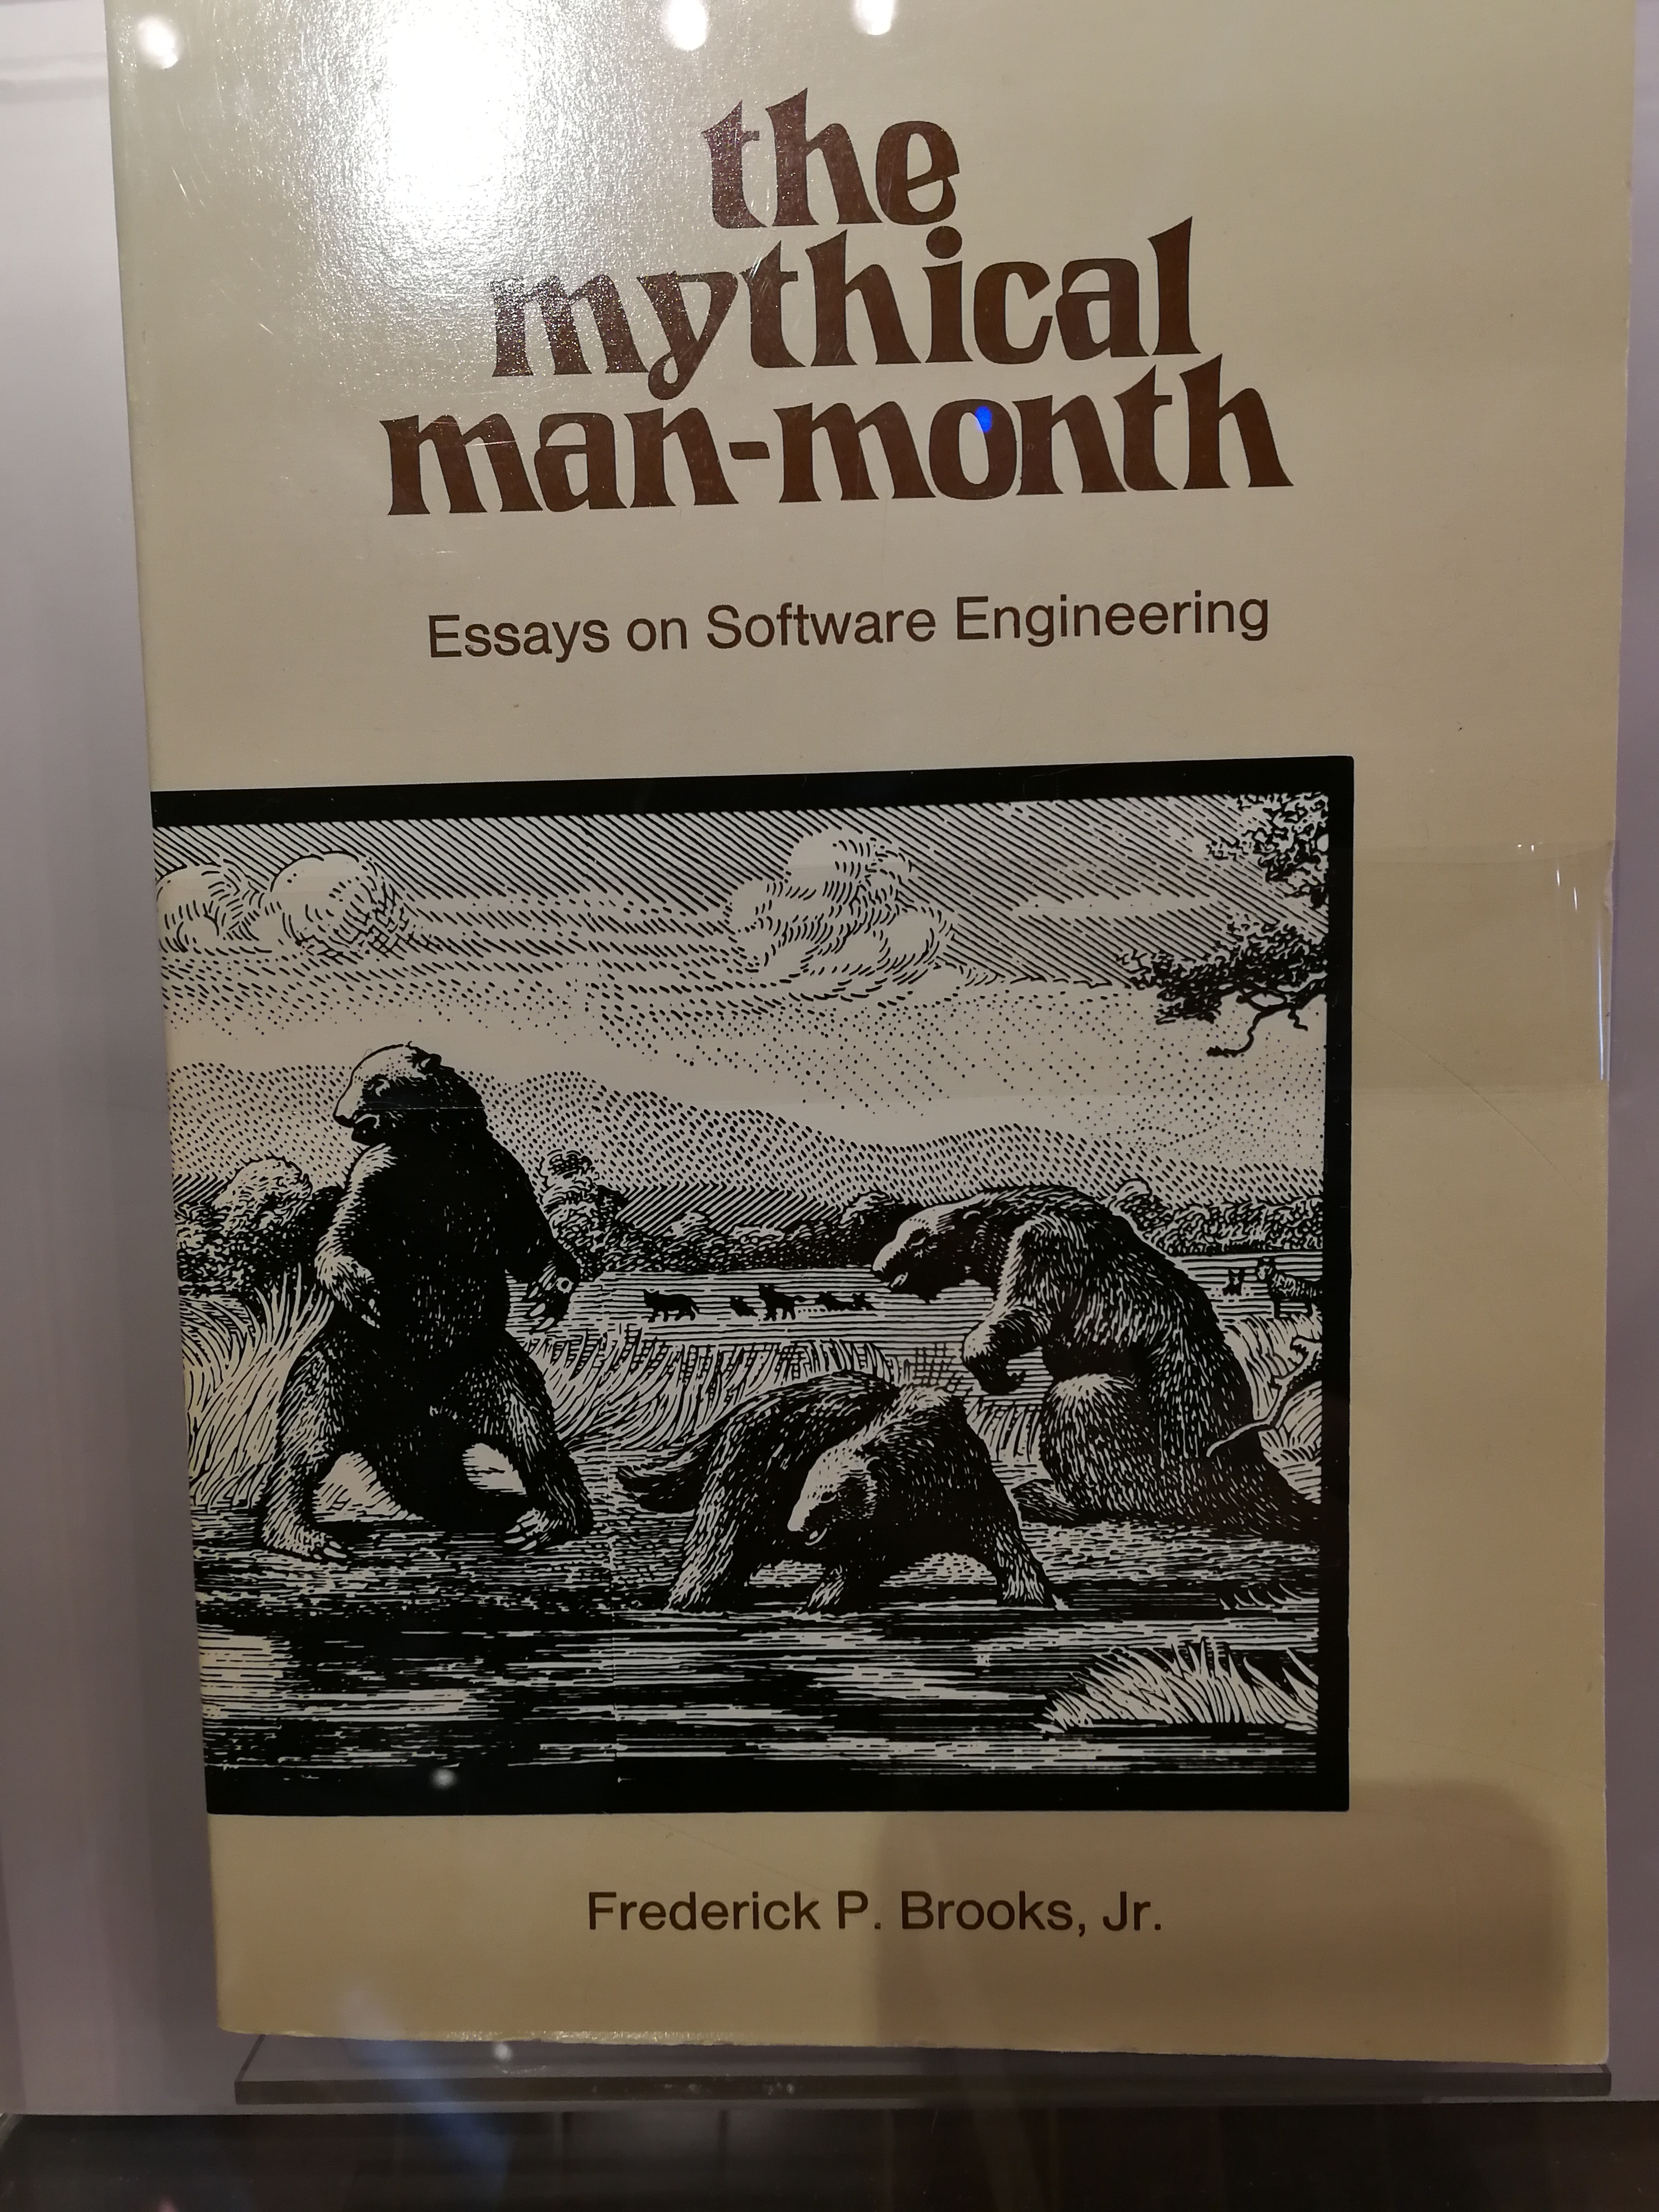 the
mythical
man-month
Essays on Software Engineering
Frederick P. Brooks, Jr.